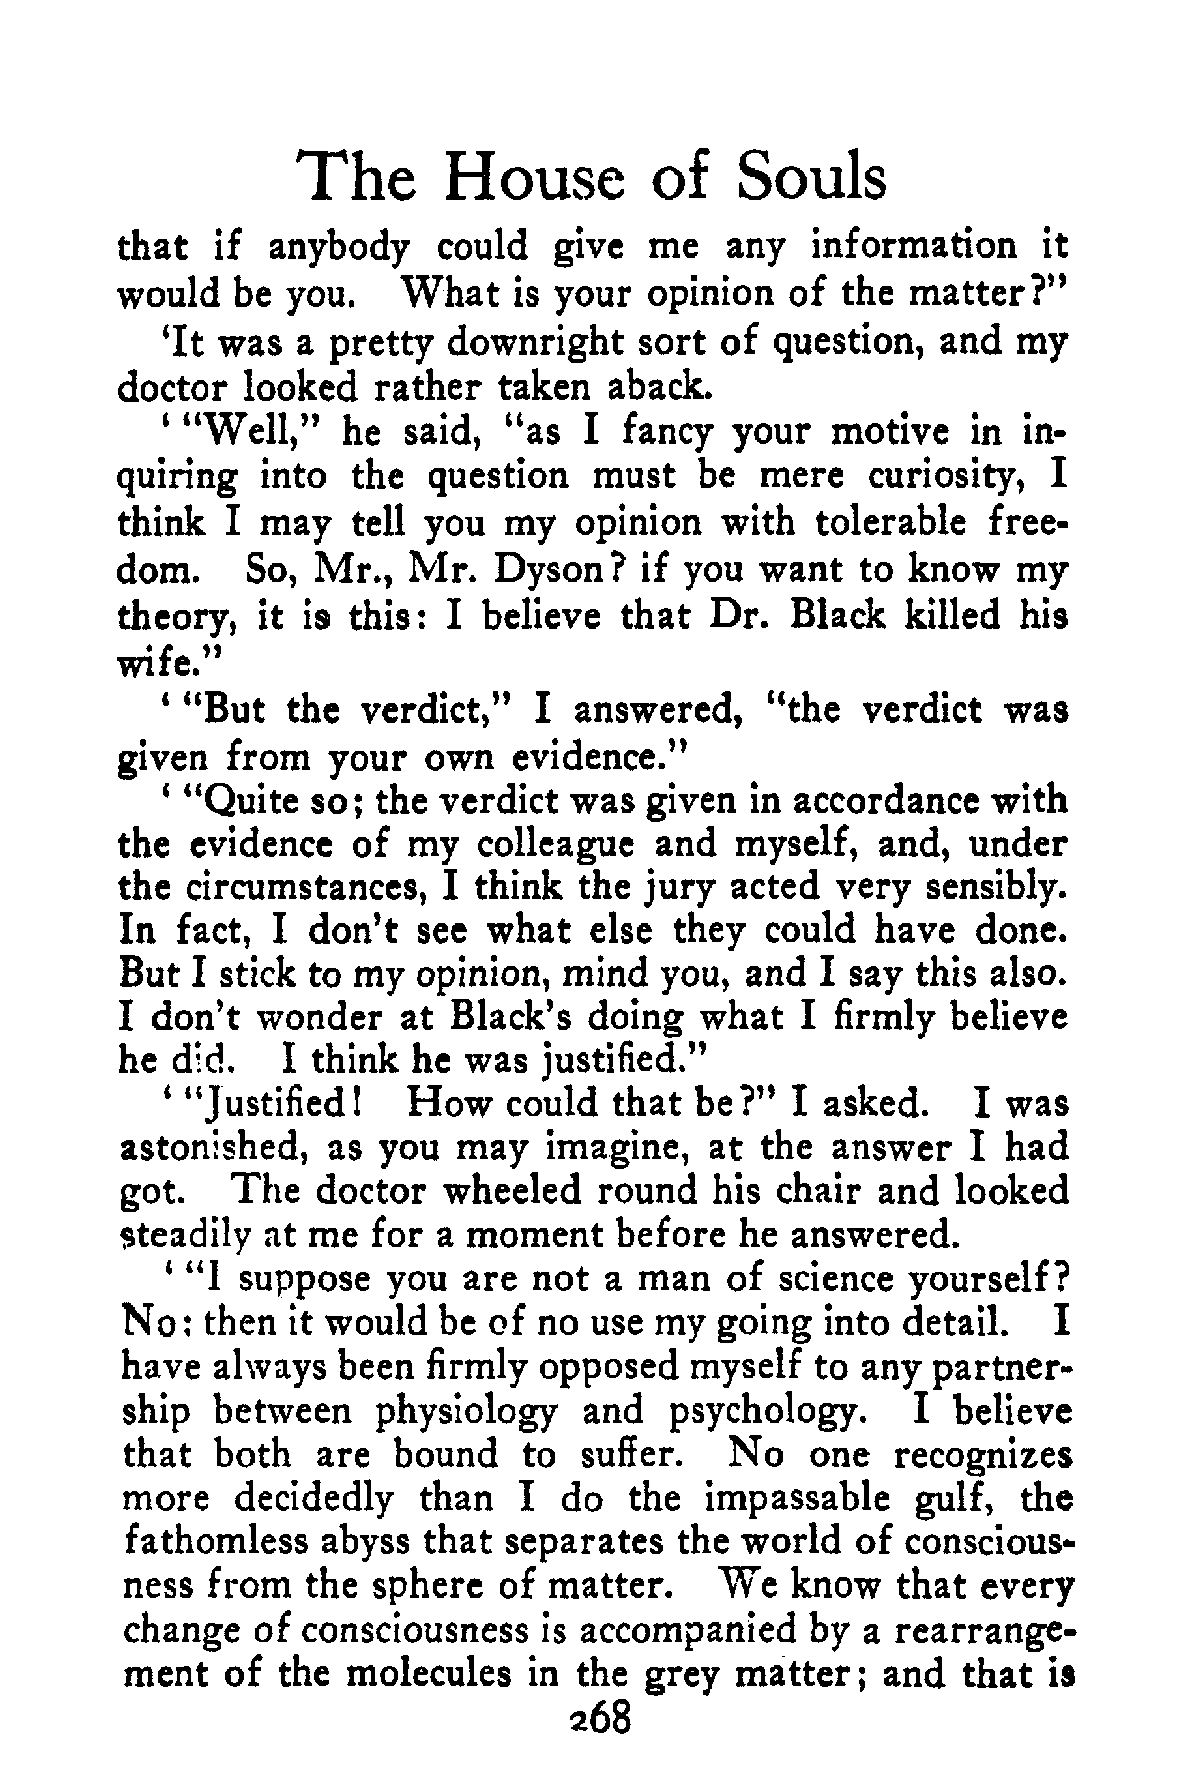 The House of Souls
that if anybody could give me any information it
would be you. What is your opinion of the matter?”
‘It was a pretty downright sort of question, and my
doctor looked rather taken aback.
‘ “Well,” he said, “as I fancy your motive in in-
quiring into the question must be mere curiosity, I
think I may tell you my opinion with tolerable free-
dom. So, Mr., Mr. Dyson? if you want to know my
theory, it is this: I believe that Dr. Black killed his
wife.”
‘ “But the verdict,” I answered, “the verdict was
given from your own evidence.”
‘ “Quite so; the verdict was given in accordance with
the evidence of my colleague and myself, and, under
the circumstances, I think the jury acted very sensibly.
In fact, I don’t see what else they could have done.
But I stick to my opinion, mind you, and I say this also.
I don’t wonder at Black’s doing what I firmly believe
he did. I think he was justified.”
‘ “Justified! How could that be?” I asked. I was
astonished, as you may imagine, at the answer I had
got. The doctor wheeled round his chair and looked
steadily at me for a moment before he answered.
‘ “I suppose you are not a man of science yourself?
No: then it would be of no use my going into detail. I
have always been firmly opposed myself to any partner-
ship between physiology and psychology. I believe
that both are bound to suffer. No one recognizes
more decidedly than I do the impassable gulf, the
fathomless abyss that separates the world of conscious-
ness from the sphere of matter. We know that every
change of consciousness is accompanied by a rearrange-
ment of the molecules in the grey matter; and that is
268